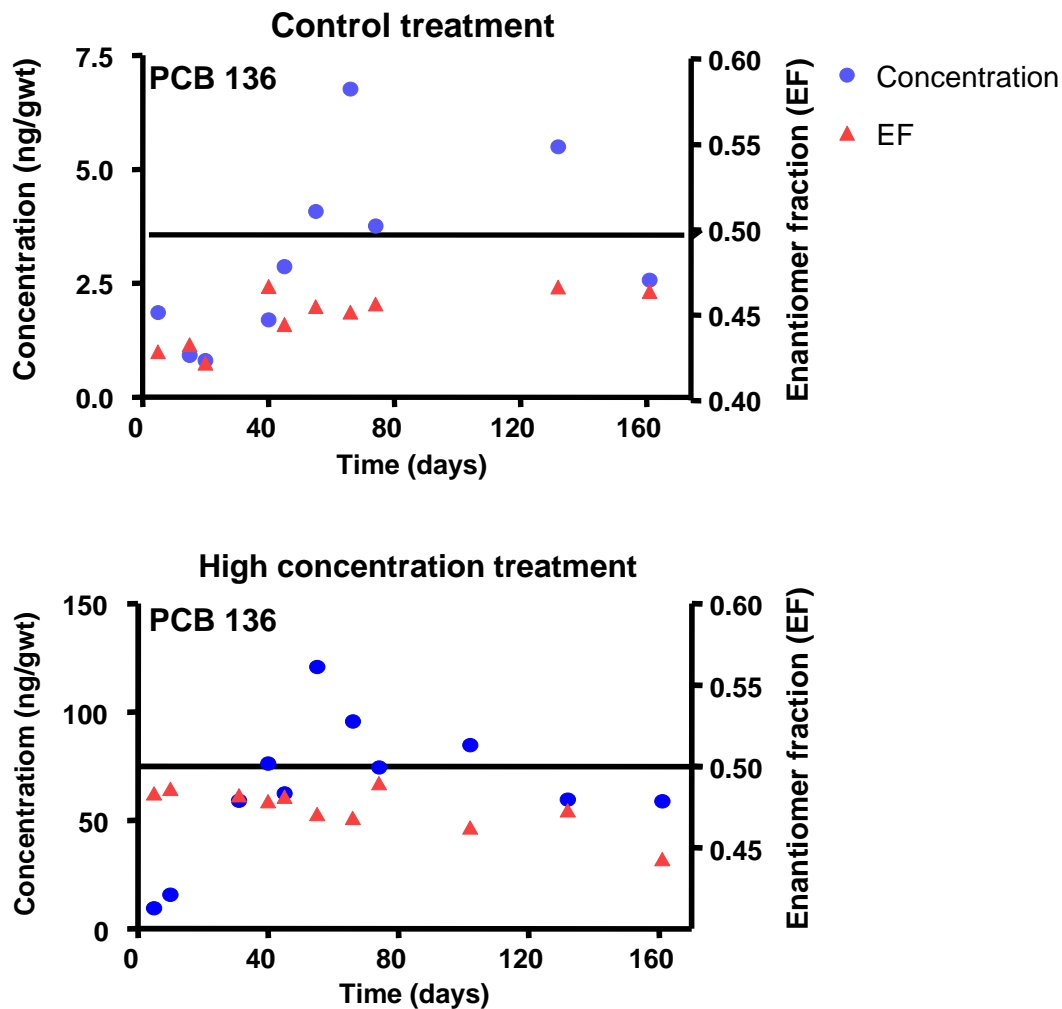 Control treatment
PCB 136
Concentration (ng/gwt)
7.5
5.0
2.5
0.0
0 40 80 120 160
Time (days)
0.60
0.55
0.50
0.45
0.40
Enantiomer fraction (EF)
Concentration
EF
High concentration treatment
PCB 136
Concentratiom (ng/gwt)
150
100
50
0
0 40 80 120 160
Time (days)
0.60
0.55
0.50
0.45
Enantiomer fraction (EF)